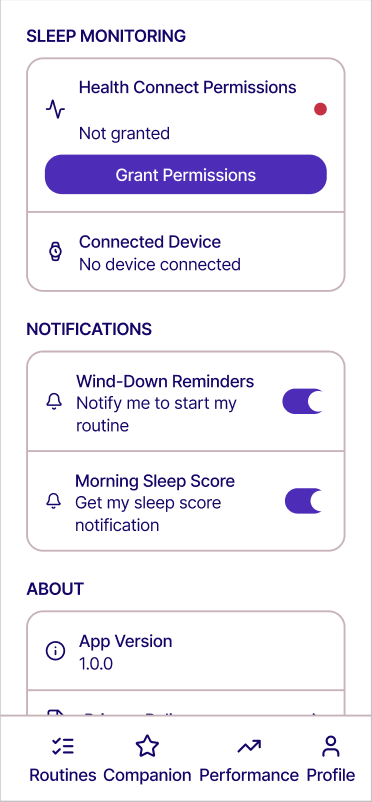 SLEEP MONITORING
Health Connect Permissions
Not granted
Grant Permissions
Connected Device
No device connected
NOTIFICATIONS
Wind-Down Reminders
Notify me to start my
routine
Morning Sleep Score
Get my sleep score
notification
ABOUT
App Version
1.0.0
Routines Companion Performance Profile